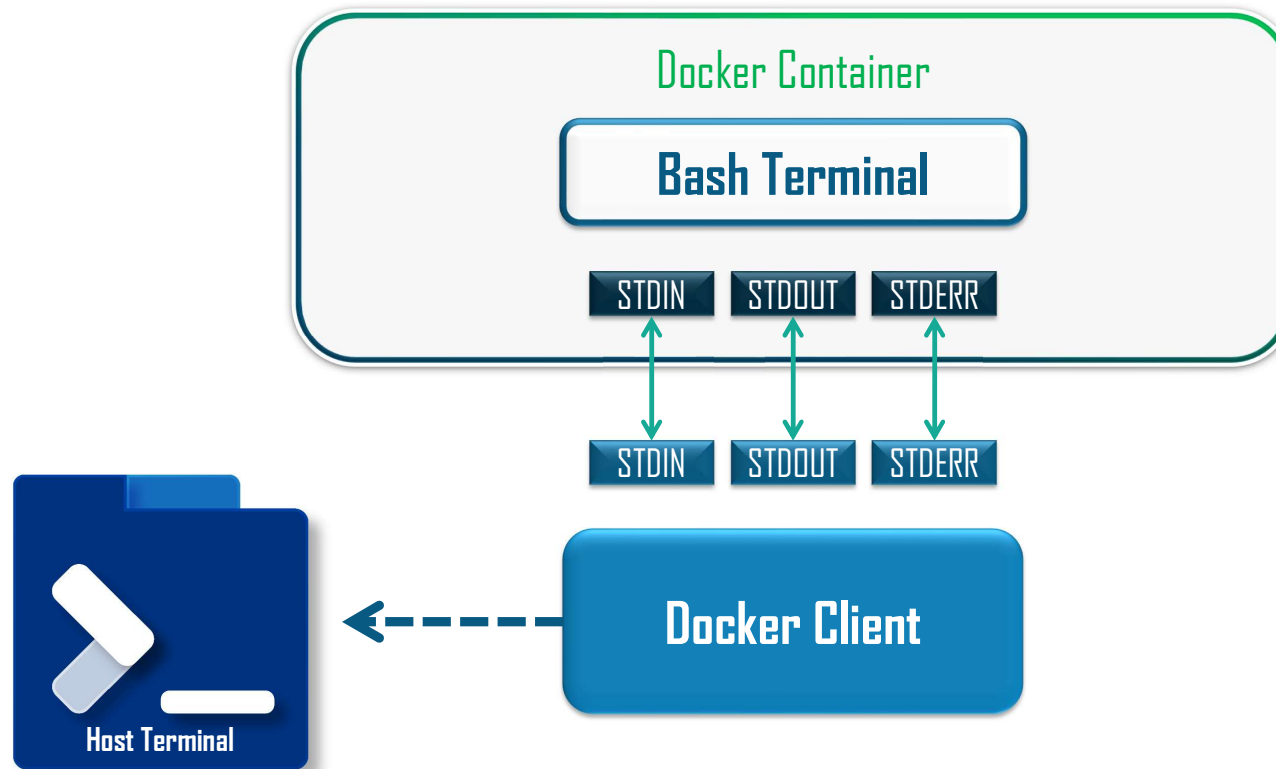 Docker Container
Bash Terminal
STDIN STDOUT STDERR
STDIN STDOUT STDERR
Docker Client
Host Terminal